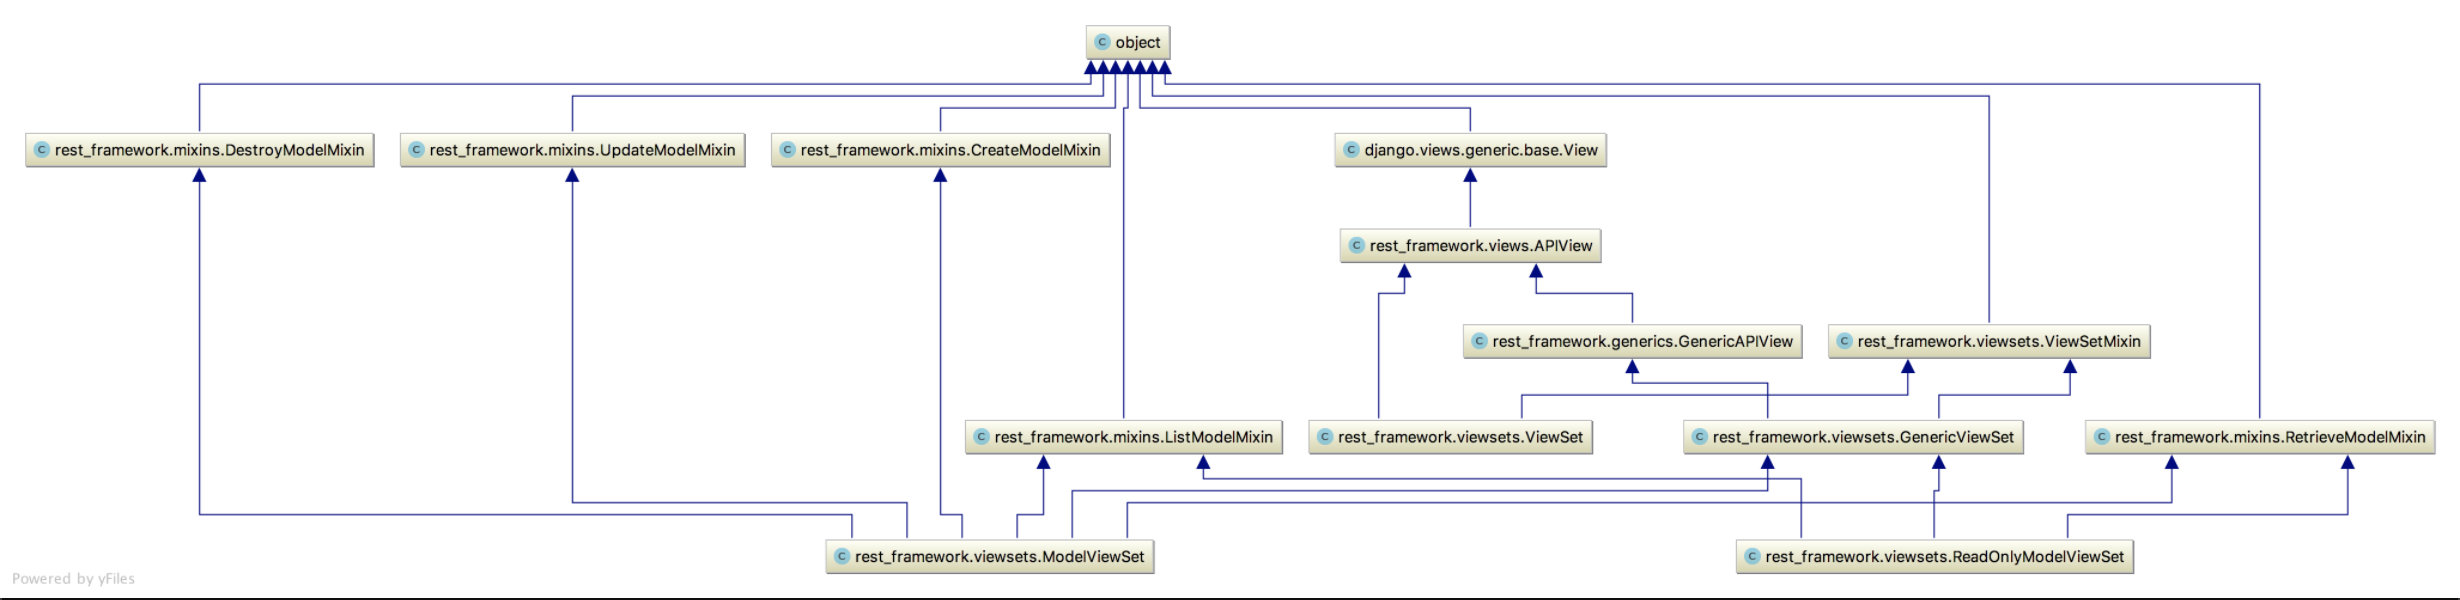 C object
C rest_framework.mixins.DestroyModelMixin
C rest_framework.mixins.UpdateModelMixin
C rest_framework.mixins.CreateModelMixin
C django.views.generic.base.View
C rest_framework.views.APIView
C rest_framework.generics.GenericAPIView
C rest_framework.viewsets.ViewSetMixin
C rest_framework.mixins.ListModelMixin
C rest_framework.viewsets.ViewSet
C rest_framework.viewsets.GenericViewSet
C rest_framework.mixins.RetrieveModelMixin
C rest_framework.viewsets.ModelViewSet
C rest_framework.viewsets.ReadOnlyModelViewSet
Powered by yFiles